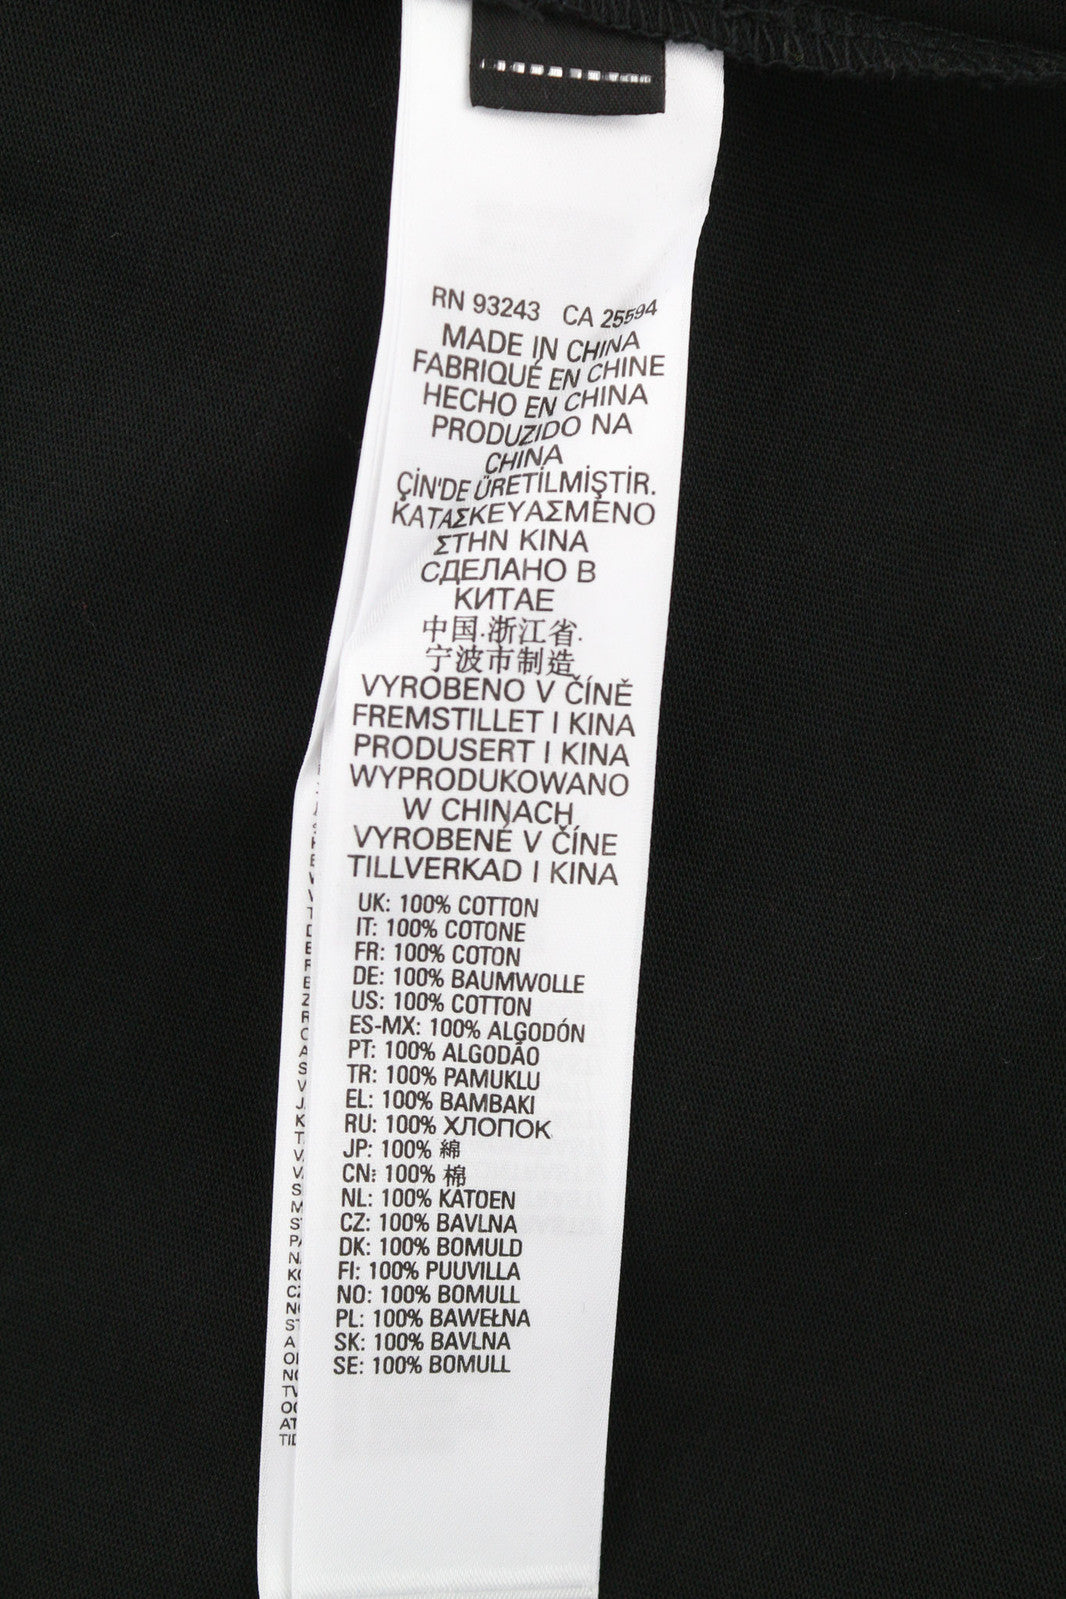 RN 93243 CA 25594
MADE IN CHINA
FABRIQUÉ EN CHINE
HECHO EN CHINA
PRODUZIDO NA
CHINA
ÇİN'DE ÜRETİLMİŞTİR.
ΚΑΤΑΣΚΕΥΑΣΜΕΝΟ
ΣΤΗΝ ΚΙΝΑ
СДЕЛАНО В
КИТАЕ
中国.浙江省.
宁波市制造
VYROBENO V ČÍNĚ
FREMSTILLET I KINA
PRODUSERT I KINA
WYPRODUKOWANO
W CHINACH
VYROBENÉ V ČÍNE
TILLVERKAD I KINA
UK: 100% COTTON
IT: 100% COTONE
FR: 100% COTON
DE: 100% BAUMWOLLE
US: 100% COTTON
ES-MX: 100% ALGODÓN
PT: 100% ALGODÃO
TR: 100% PAMUKLU
EL: 100% ΒΑΜΒΑΚΙ
RU: 100% ХЛОПОК
JP: 100% 綿
CN: 100% 棉
NL: 100% KATOEN
CZ: 100% BAVLNA
DK: 100% BOMULD
FI: 100% PUUVILLA
NO: 100% BOMULL
PL: 100% BAWEŁNA
SK: 100% BAVLNA
SE: 100% BOMULL